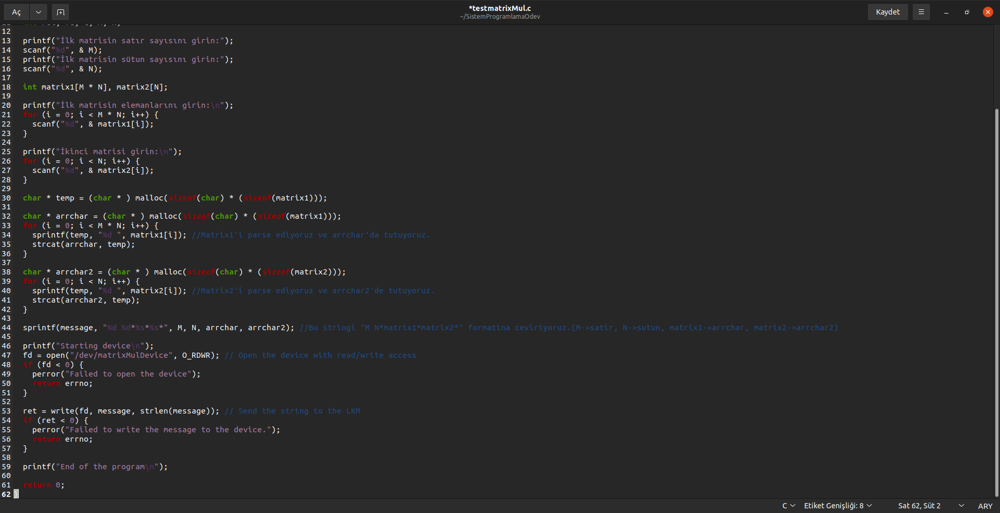 Aç
*testmatrixMul.c
~/SistemProgramlamaOdev
Kaydet
12
13 printf("İlk matrisin satır sayısını girin:");
14 scanf("%d", & M);
15 printf("İlk matrisin sütun sayısını girin:");
16 scanf("%d", & N);
17
18 int matrix1[M * N], matrix2[N];
19
20 printf("İlk matrisin elemanlarını girin:\n");
21 for (i = 0; i < M * N; i++) {
22 scanf("%d", & matrix1[i]);
23 }
24
25 printf("İkinci matrisi girin:\n");
26 for (i = 0; i < N; i++) {
27 scanf("%d", & matrix2[i]);
28 }
29
30 char * temp = (char * ) malloc(sizeof(char) * (sizeof(matrix1)));
31
32 char * arrchar = (char * ) malloc(sizeof(char) * (sizeof(matrix1)));
33 for (i = 0; i < M * N; i++) {
34 sprintf(temp, "%d ", matrix1[i]); //Matrix1'i parse ediyoruz ve arrchar'da tutuyoruz.
35 strcat(arrchar, temp);
36 }
37
38 char * arrchar2 = (char * ) malloc(sizeof(char) * (sizeof(matrix2)));
39 for (i = 0; i < N; i++) {
40 sprintf(temp, "%d ", matrix2[i]); //Matrix2'i parse ediyoruz ve arrchar2'de tutuyoruz.
41 strcat(arrchar2, temp);
42 }
43
44 sprintf(message, "%d %d*%s*%s*", M, N, arrchar, arrchar2); //Bu stringi "M N*matrix1*matrix2*" formatina ceviriyoruz.(M->satir, N->sutun, matrix1->arrchar, matrix2->arrchar2)
45
46 printf("Starting device\n");
47 fd = open("/dev/matrixMulDevice", O_RDWR); // Open the device with read/write access
48 if (fd < 0) {
49 perror("Failed to open the device");
50 return errno;
51 }
52
53 ret = write(fd, message, strlen(message)); // Send the string to the LKM
54 if (ret < 0) {
55 perror("Failed to write the message to the device.");
56 return errno;
57 }
58
59 printf("End of the program\n");
60
61 return 0;
62 }
C Etiket Genişliği: 8 Sat 62, Süt 2 ARY